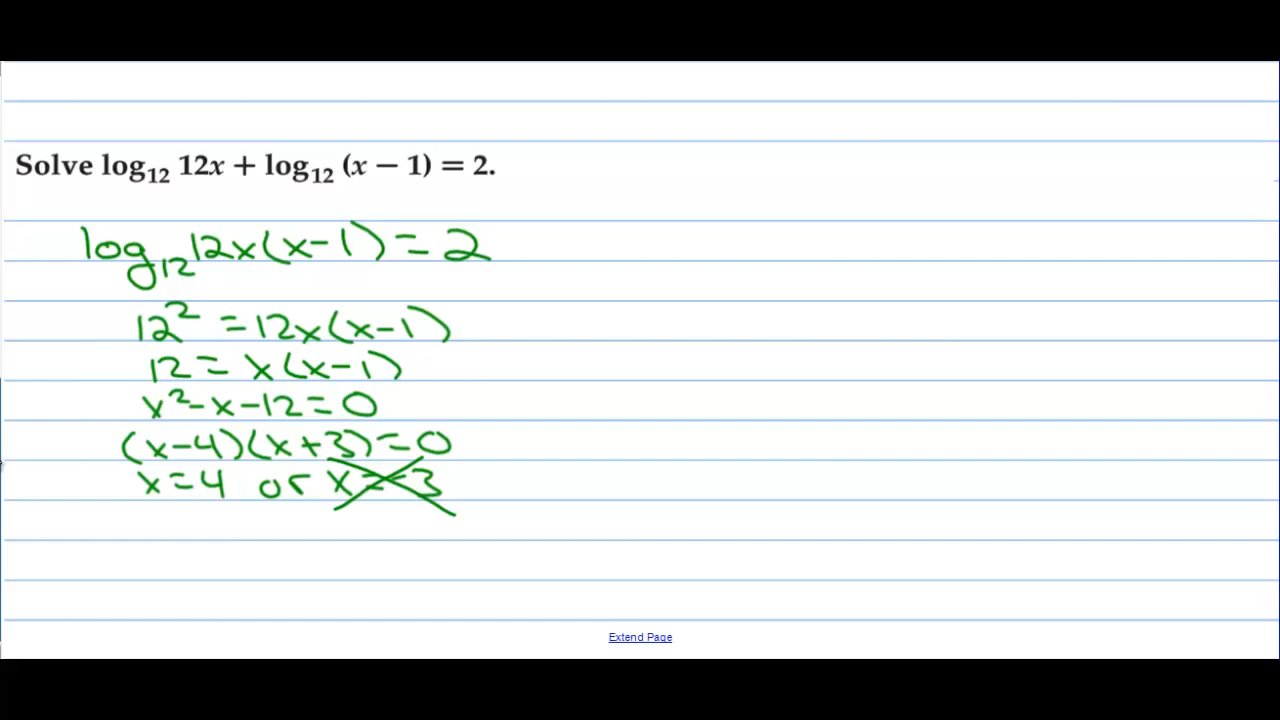 Solve log₁₂ 12x + log₁₂ (x − 1) = 2.
log₁₂ 12x(x-1) = 2
12² = 12x(x-1)
12 = x(x-1)
x² - x - 12 = 0
(x-4)(x+3) = 0
x = 4 or x = -3
Extend Page